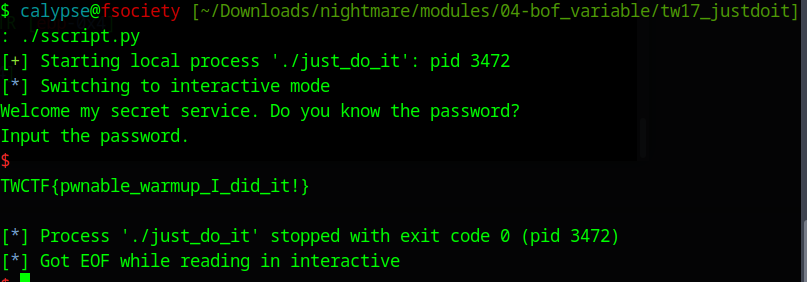 $ calypse@fsociety [~/Downloads/nightmare/modules/04-bof_variable/tw17_justdoit]
: ./sscript.py
[+] Starting local process './just_do_it': pid 3472
[*] Switching to interactive mode
Welcome my secret service. Do you know the password?
Input the password.
$
TWCTF{pwnable_warmup_I_did_it!}
[*] Process './just_do_it' stopped with exit code 0 (pid 3472)
[*] Got EOF while reading in interactive
$